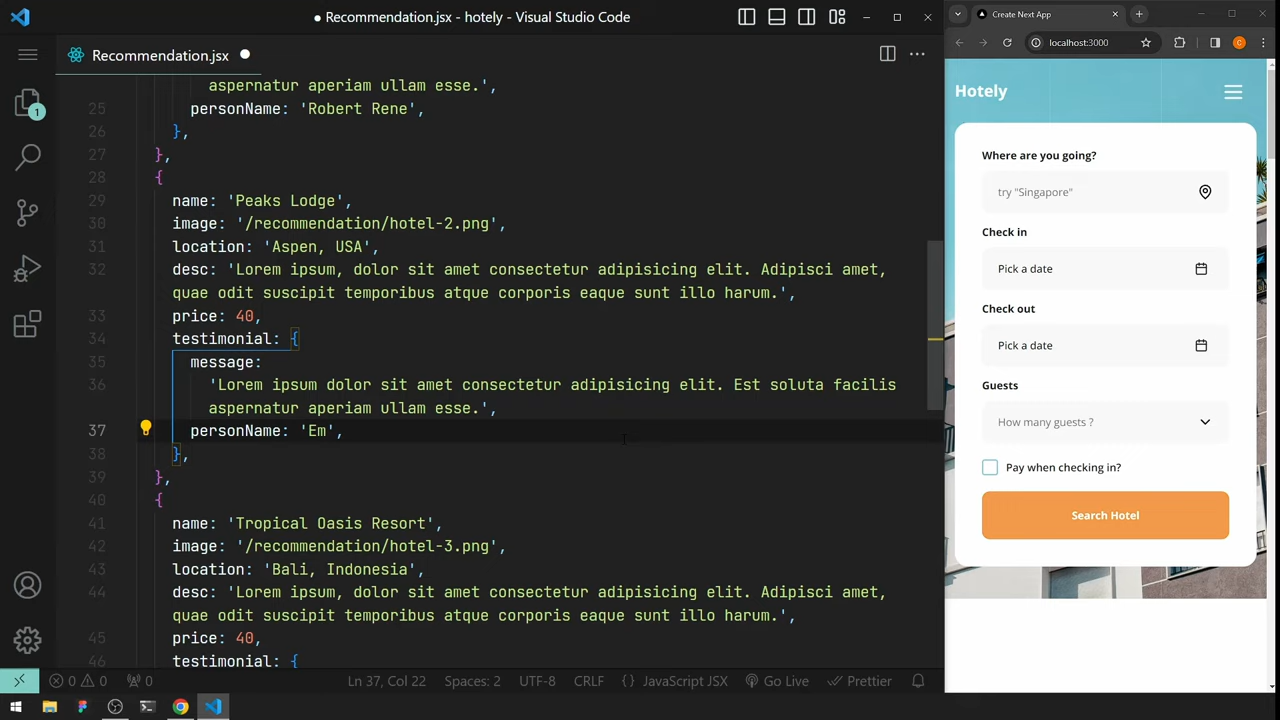 Recommendation.jsx - hotely - Visual Studio Code
Recommendation.jsx
aspernatur aperiam ullam esse.',
25 personName: 'Robert Rene',
26 },
27 },
28 {
29 name: 'Peaks Lodge',
30 image: '/recommendation/hotel-2.png',
31 location: 'Aspen, USA',
32 desc: 'Lorem ipsum, dolor sit amet consectetur adipisicing elit. Adipisci amet,
quae odit suscipit temporibus atque corporis eaque sunt illo harum.',
33 price: 40,
34 testimonial: {
35 message:
36 'Lorem ipsum dolor sit amet consectetur adipisicing elit. Est soluta facilis
aspernatur aperiam ullam esse.',
37 personName: 'Em',
38 },
39 },
40 {
41 name: 'Tropical Oasis Resort',
42 image: '/recommendation/hotel-3.png',
43 location: 'Bali, Indonesia',
44 desc: 'Lorem ipsum, dolor sit amet consectetur adipisicing elit. Adipisci amet,
quae odit suscipit temporibus atque corporis eaque sunt illo harum.',
45 price: 40,
46 testimonial: {
1
0 0 0
Ln 37, Col 22 Spaces: 2 UTF-8 CRLF {} JavaScript JSX Go Live Prettier
Create Next App
localhost:3000
C
Hotely
Where are you going?
try "Singapore"
Check in
Pick a date
Check out
Pick a date
Guests
How many guests ?
Pay when checking in?
Search Hotel